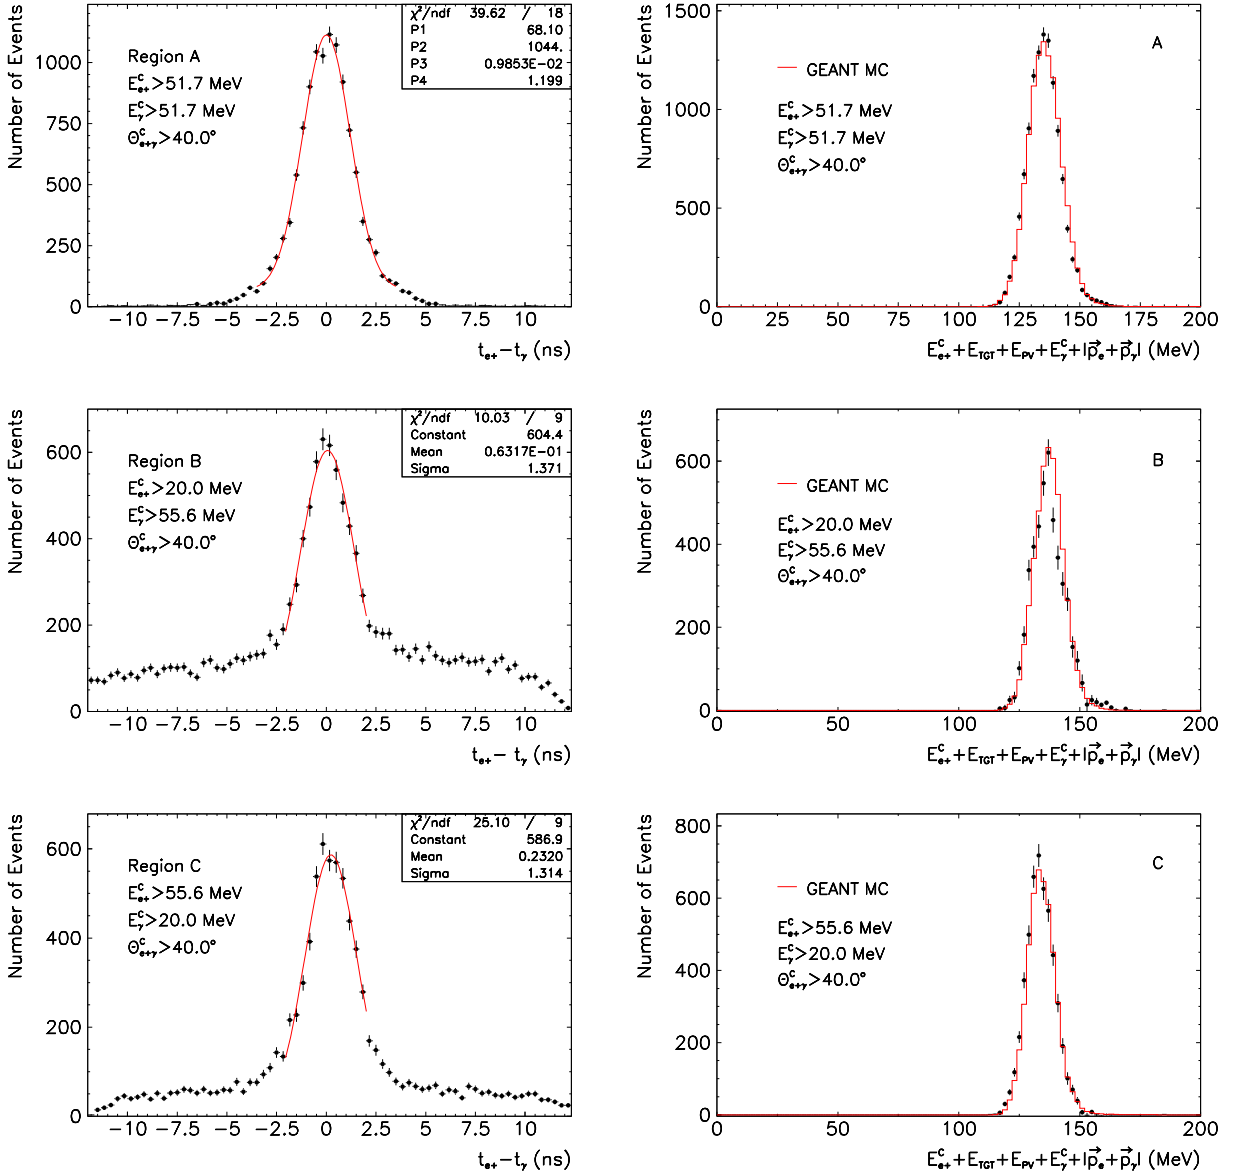 Number of Events
1000
750
500
250
0
Region A
E^C_e+>51.7 MeV
E^C_γ>51.7 MeV
Θ^C_e+γ>40.0°
χ²/ndf 39.62 / 18
P1 68.10
P2 1044.
P3 0.9853E-02
P4 1.199
−10 −7.5 −5 −2.5 0 2.5 5 7.5 10
t_e+ − t_γ (ns)
Number of Events
1500
1000
500
0
A
GEANT MC
E^C_e+>51.7 MeV
E^C_γ>51.7 MeV
Θ^C_e+γ>40.0°
0 25 50 75 100 125 150 175 200
E^C_e+ + E_TGT + E_PV + E^C_γ + |p⃗_e + p⃗_γ| (MeV)
Number of Events
600
400
200
0
Region B
E^C_e+>20.0 MeV
E^C_γ>55.6 MeV
Θ^C_e+γ>40.0°
χ²/ndf 10.03 / 9
Constant 604.4
Mean 0.6317E-01
Sigma 1.371
−10 −7.5 −5 −2.5 0 2.5 5 7.5 10
t_e+ − t_γ (ns)
Number of Events
600
400
200
0
B
GEANT MC
E^C_e+>20.0 MeV
E^C_γ>55.6 MeV
Θ^C_e+γ>40.0°
0 50 100 150 200
E^C_e+ + E_TGT + E_PV + E^C_γ + |p⃗_e + p⃗_γ| (MeV)
Number of Events
600
400
200
0
Region C
E^C_e+>55.6 MeV
E^C_γ>20.0 MeV
Θ^C_e+γ>40.0°
χ²/ndf 25.10 / 9
Constant 586.9
Mean 0.2320
Sigma 1.314
−10 −7.5 −5 −2.5 0 2.5 5 7.5 10
t_e+ − t_γ (ns)
Number of Events
800
600
400
200
0
C
GEANT MC
E^C_e+>55.6 MeV
E^C_γ>20.0 MeV
Θ^C_e+γ>40.0°
0 50 100 150 200
E^C_e+ + E_TGT + E_PV + E^C_γ + |p⃗_e + p⃗_γ| (MeV)